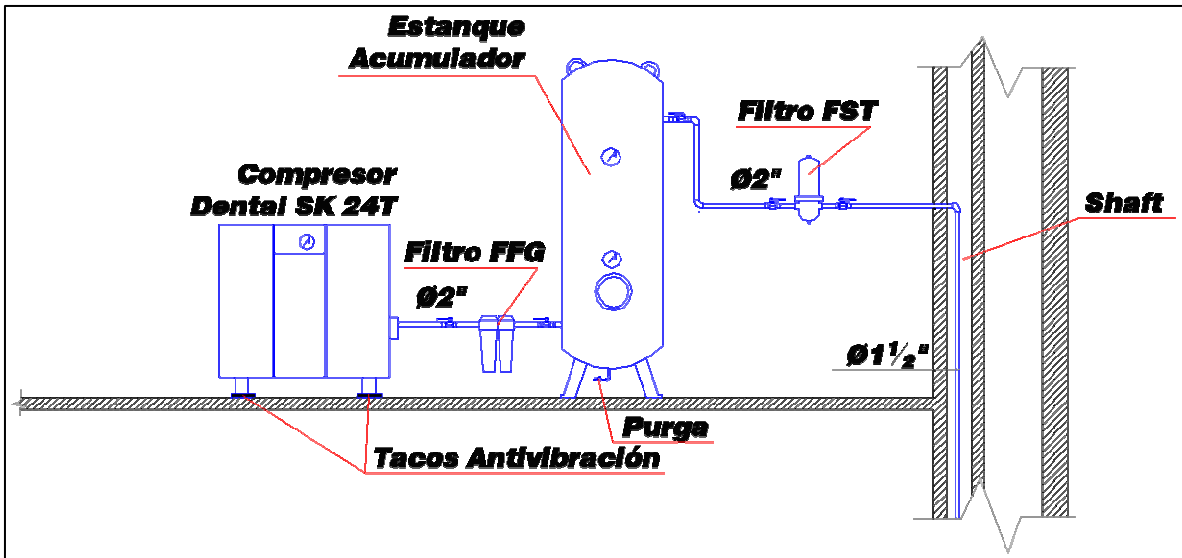 Estanque
Acumulador
Filtro FST
Ø2"
Compresor
Dental SK 24T
Shaft
Filtro FFG
Ø2"
Ø1½"
Purga
Tacos Antivibración